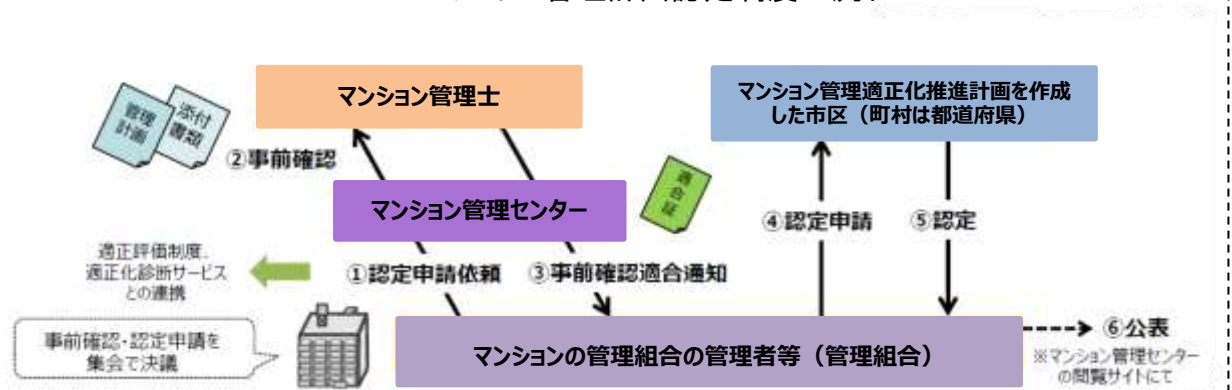 マンション管理士
マンション管理適正化推進計画を作成
した市区（町村は都道府県）
管理
計画
添付
書類
②事前確認
マンション管理センター
適合証
④認定申請
⑤認定
適正評価制度、
適正化診断サービス
との連携
①認定申請依頼
③事前確認適合通知
事前確認・認定申請を
集会で決議
マンションの管理組合の管理者等（管理組合）
⑥公表
※マンション管理センター
の閲覧サイトにて